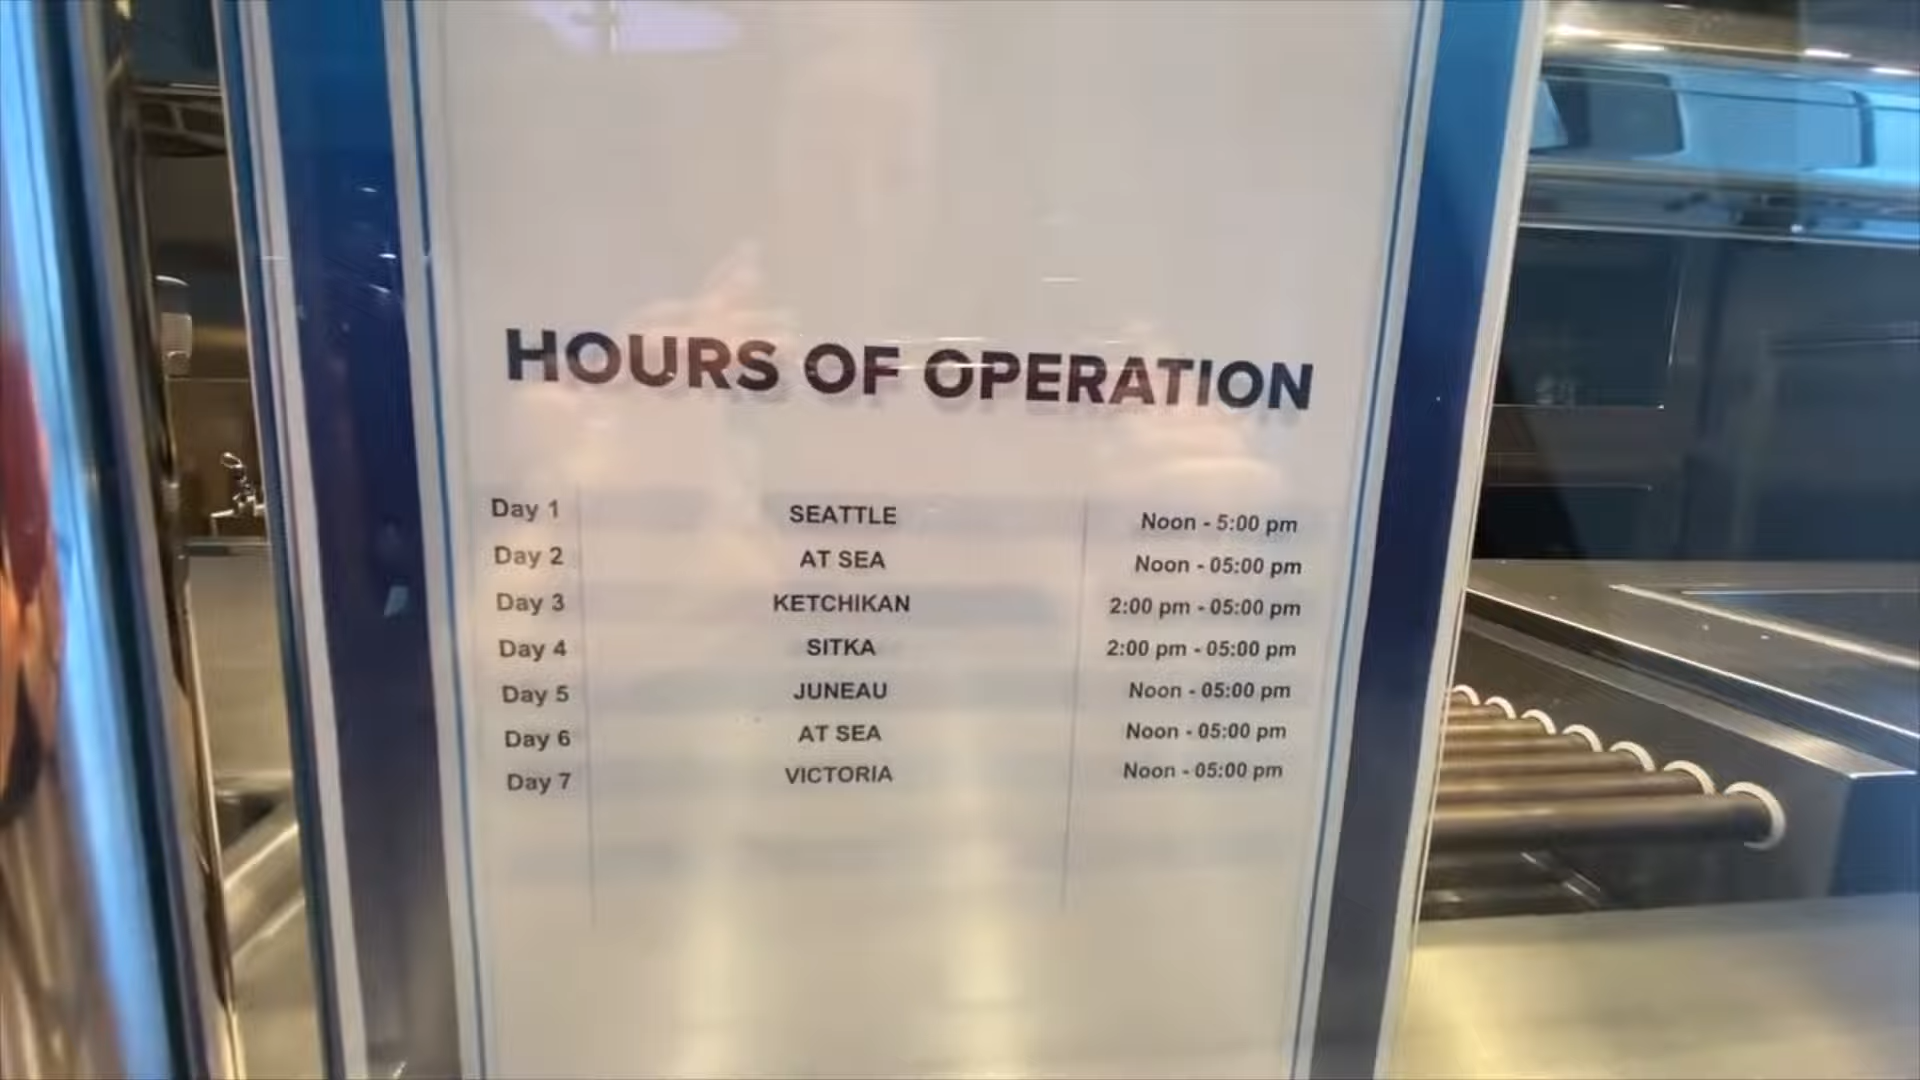 HOURS OF OPERATION
Day 1 SEATTLE Noon - 5:00 pm
Day 2 AT SEA Noon - 05:00 pm
Day 3 KETCHIKAN 2:00 pm - 05:00 pm
Day 4 SITKA 2:00 pm - 05:00 pm
Day 5 JUNEAU Noon - 05:00 pm
Day 6 AT SEA Noon - 05:00 pm
Day 7 VICTORIA Noon - 05:00 pm